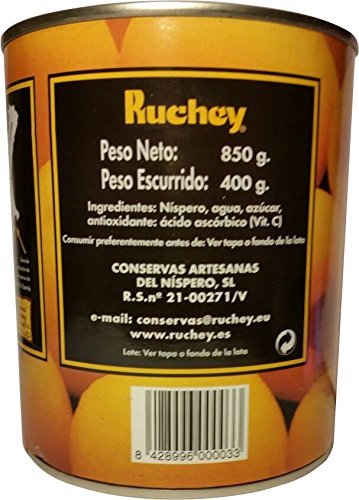 Ruchey®
Peso Neto: 850 g.
Peso Escurrido: 400 g.
Ingredientes: Níspero, agua, azúcar,
antioxidante: ácido ascórbico (Vit. C)
Consumir preferentemente antes de: Ver tapa o fondo de la lata
CONSERVAS ARTESANAS
DEL NÍSPERO, SL
R.S.nº 21-00271/V
e-mail: conservas@ruchey.eu
www.ruchey.es
Lote: Ver tapa o fondo de la lata
8 428996 000033